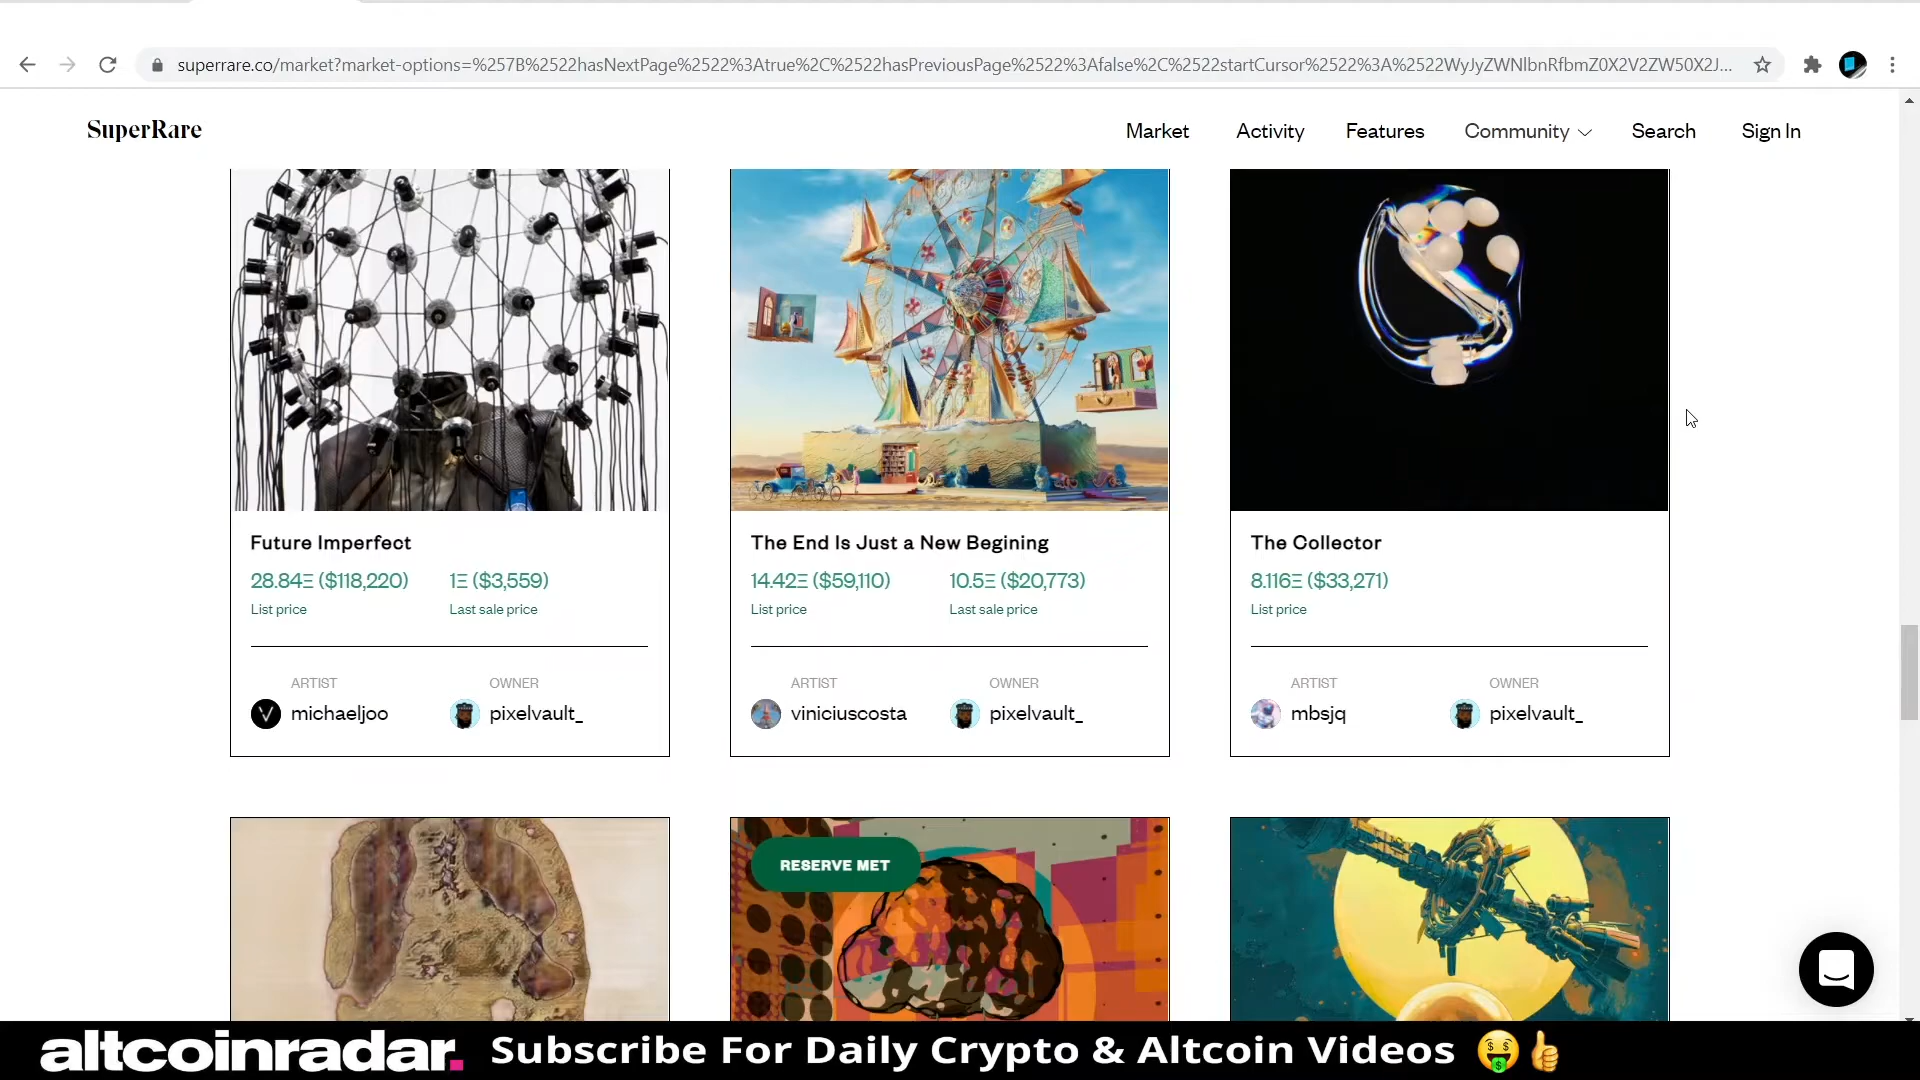 superrare.co/market?market-options=%257B%2522hasNextPage%2522%3Atrue%2C%2522hasPreviousPage%2522%3Afalse%2C%2522startCursor%2522%3A%2522WyJyZWNlbnRfbmZ0X2V2ZW50X2J...
SuperRare
Market Activity Features Community Search Sign In
Future Imperfect
28.84Ξ ($118,220) 1Ξ ($3,559)
List price Last sale price
ARTIST OWNER
michaeljoo pixelvault_
The End Is Just a New Begining
14.42Ξ ($59,110) 10.5Ξ ($20,773)
List price Last sale price
ARTIST OWNER
viniciuscosta pixelvault_
The Collector
8.116Ξ ($33,271)
List price
ARTIST OWNER
mbsjq pixelvault_
RESERVE MET
altcoinradar. Subscribe For Daily Crypto & Altcoin Videos 🤑👍